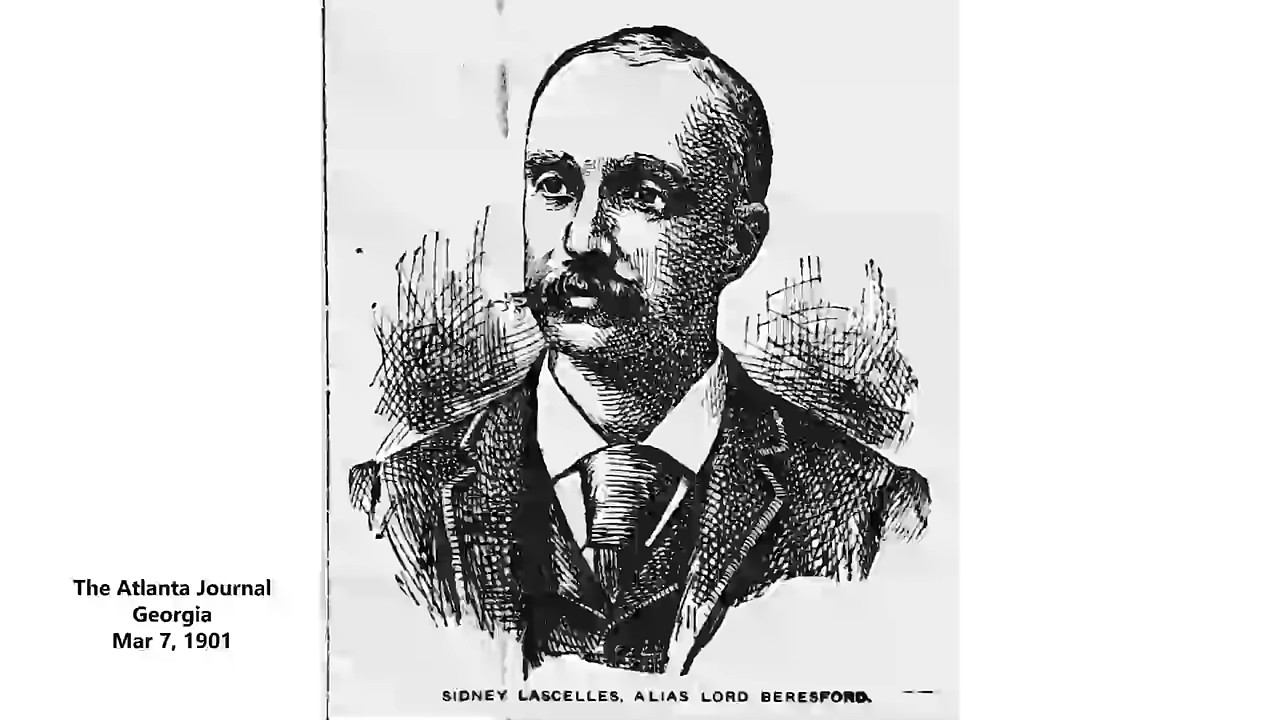 The Atlanta Journal
Georgia
Mar 7, 1901
SIDNEY LASCELLES, ALIAS LORD BERESFORD.